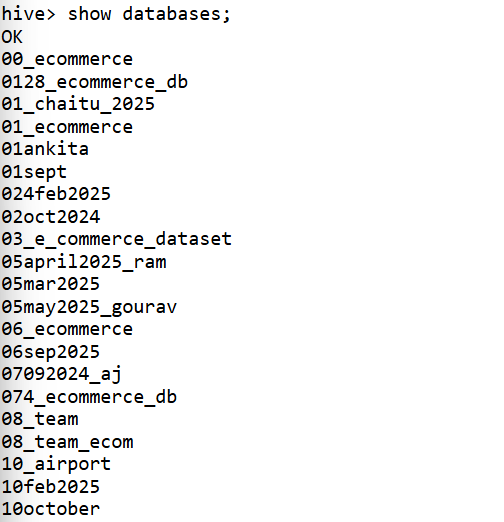 hive> show databases;
OK
00_ecommerce
0128_ecommerce_db
01_chaitu_2025
01_ecommerce
01ankita
01sept
024feb2025
02oct2024
03_e_commerce_dataset
05april2025_ram
05mar2025
05may2025_gourav
06_ecommerce
06sep2025
07092024_aj
074_ecommerce_db
08_team
08_team_ecom
10_airport
10feb2025
10october